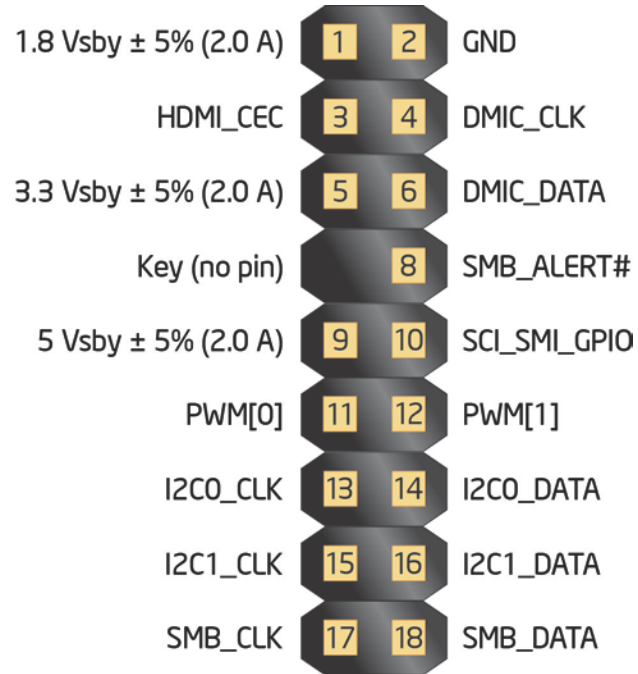 1.8 Vsby ± 5% (2.0 A) 1 2 GND
HDMI_CEC 3 4 DMIC_CLK
3.3 Vsby ± 5% (2.0 A) 5 6 DMIC_DATA
Key (no pin) 8 SMB_ALERT#
5 Vsby ± 5% (2.0 A) 9 10 SCI_SMI_GPIO
PWM[0] 11 12 PWM[1]
I2C0_CLK 13 14 I2C0_DATA
I2C1_CLK 15 16 I2C1_DATA
SMB_CLK 17 18 SMB_DATA